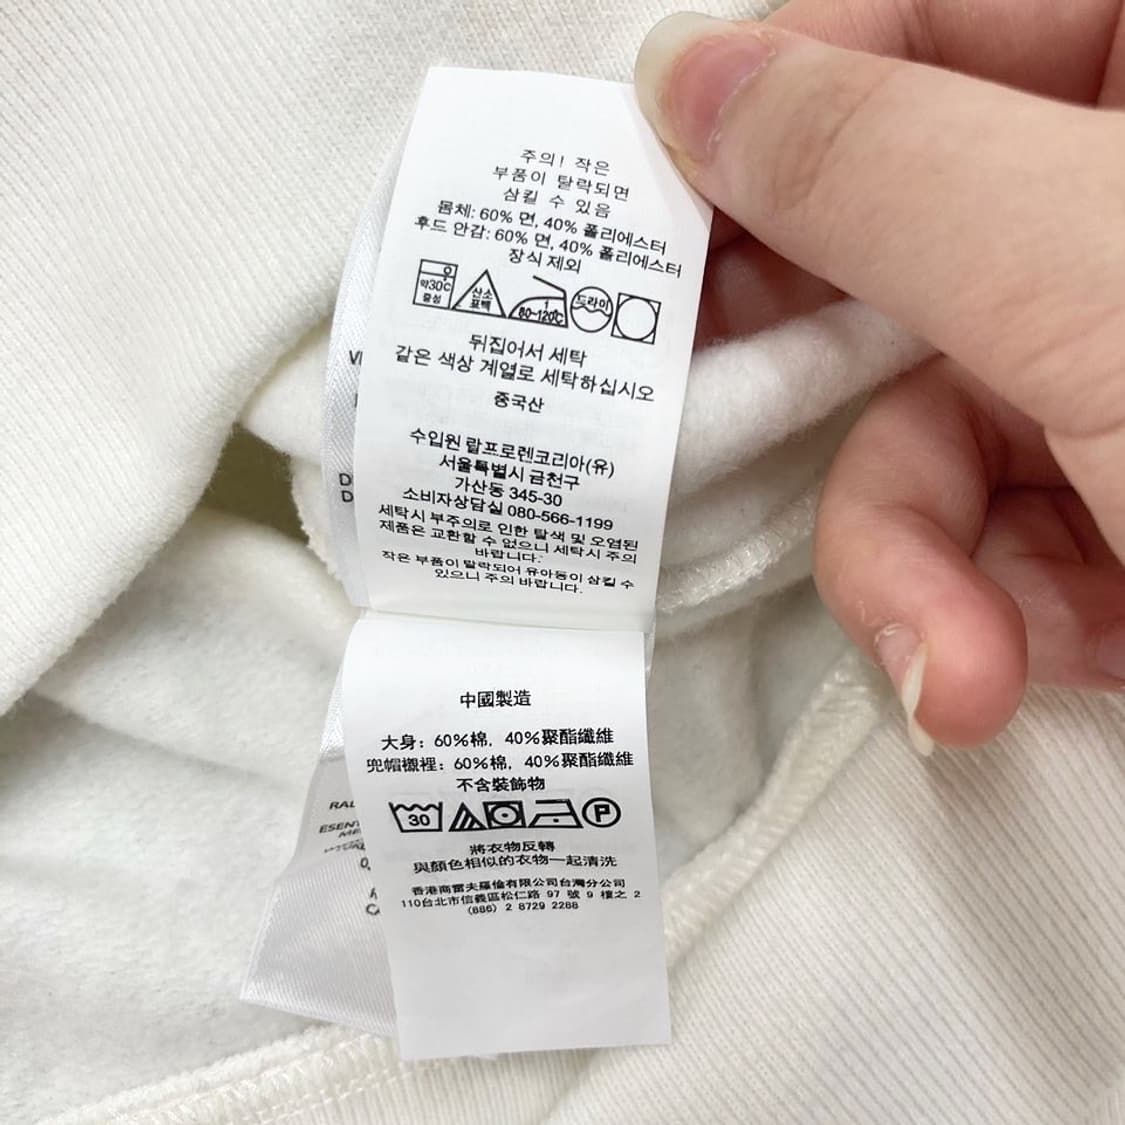 주의! 작은
부품이 탈락되면
삼킬 수 있음
몸체: 60% 면, 40% 폴리에스터
후드 안감: 60% 면, 40% 폴리에스터
장식 제외
약30℃ 중성
산소 표백
1 80~120℃
드라이
뒤집어서 세탁
같은 색상 계열로 세탁하십시오
중국산
수입원 랄프로렌코리아(유)
서울특별시 금천구
가산동 345-30
소비자상담실 080-566-1199
세탁시 부주의로 인한 탈색 및 오염된
제품은 교환할 수 없으니 세탁시 주의
바랍니다.
작은 부품이 탈락되어 유아등이 삼킬 수
있으니 주의 바랍니다.
中國製造
大身: 60%棉, 40%聚酯纖維
兜帽襯裡: 60%棉, 40%聚酯纖維
不含裝飾物
30
P
將衣物反轉
與顏色相似的衣物一起清洗
香港商雷夫羅倫有限公司台灣分公司
110台北市信義區松仁路 97 號 9 樓之 2
(886) 2 8729 2288
RAL
ESENT